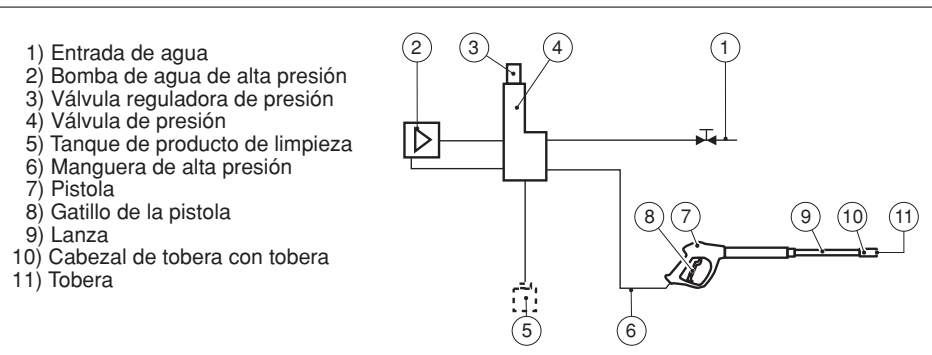 1) Entrada de agua
2) Bomba de agua de alta presión
3) Válvula reguladora de presión
4) Válvula de presión
5) Tanque de producto de limpieza
6) Manguera de alta presión
7) Pistola
8) Gatillo de la pistola
9) Lanza
10) Cabezal de tobera con tobera
11) Tobera
2
3
4
1
8
7
9
10
11
5
6